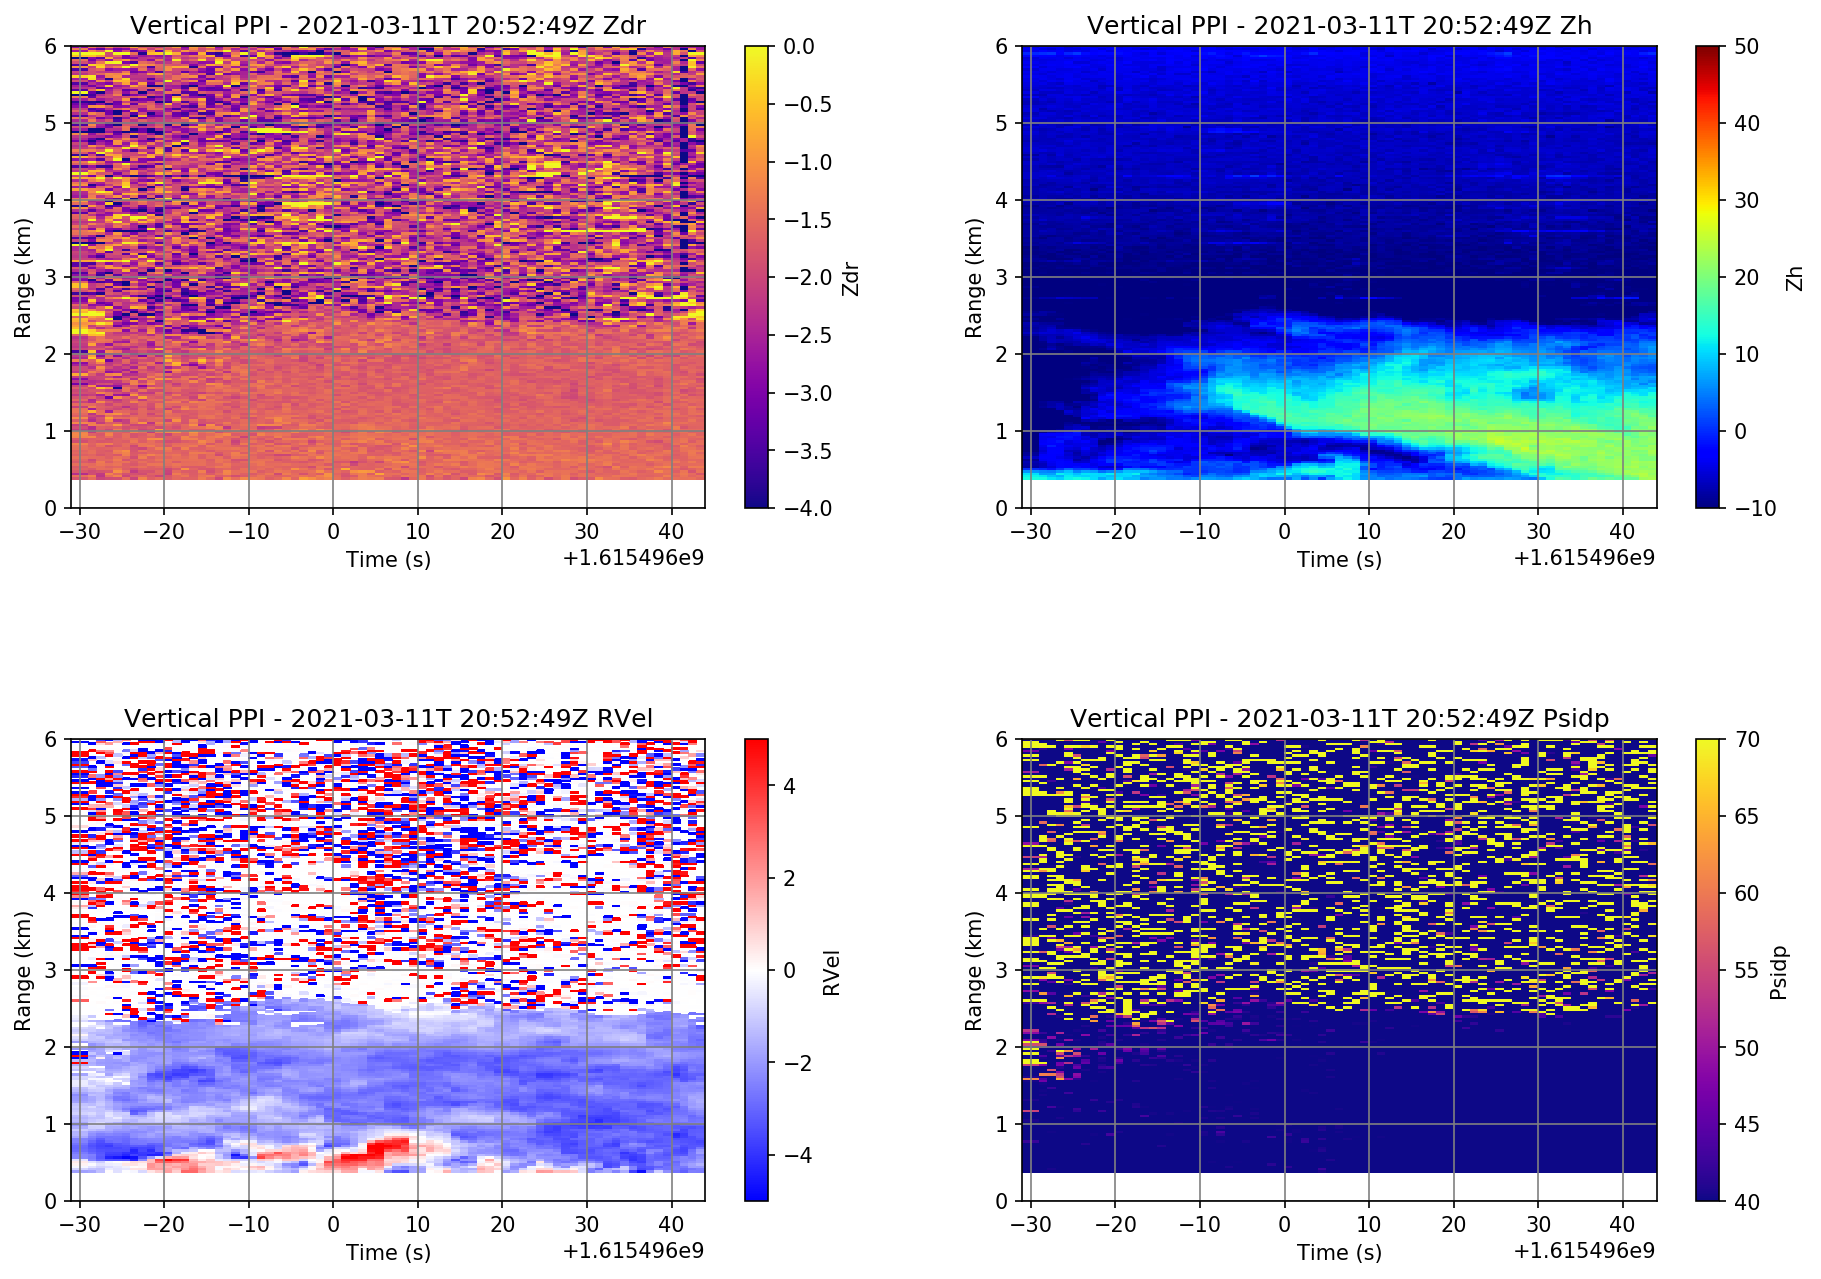 Vertical PPI - 2021-03-11T 20:52:49Z Zdr
6
5
4
3
2
1
0
Range (km)
−30 −20 −10 0 10 20 30 40
Time (s)
+1.615496e9
0.0
−0.5
−1.0
−1.5
−2.0
−2.5
−3.0
−3.5
−4.0
Zdr
Vertical PPI - 2021-03-11T 20:52:49Z Zh
6
5
4
3
2
1
0
Range (km)
−30 −20 −10 0 10 20 30 40
Time (s)
+1.615496e9
50
40
30
20
10
0
−10
Zh
Vertical PPI - 2021-03-11T 20:52:49Z RVel
6
5
4
3
2
1
0
Range (km)
−30 −20 −10 0 10 20 30 40
Time (s)
+1.615496e9
4
2
0
−2
−4
RVel
Vertical PPI - 2021-03-11T 20:52:49Z Psidp
6
5
4
3
2
1
0
Range (km)
−30 −20 −10 0 10 20 30 40
Time (s)
+1.615496e9
70
65
60
55
50
45
40
Psidp